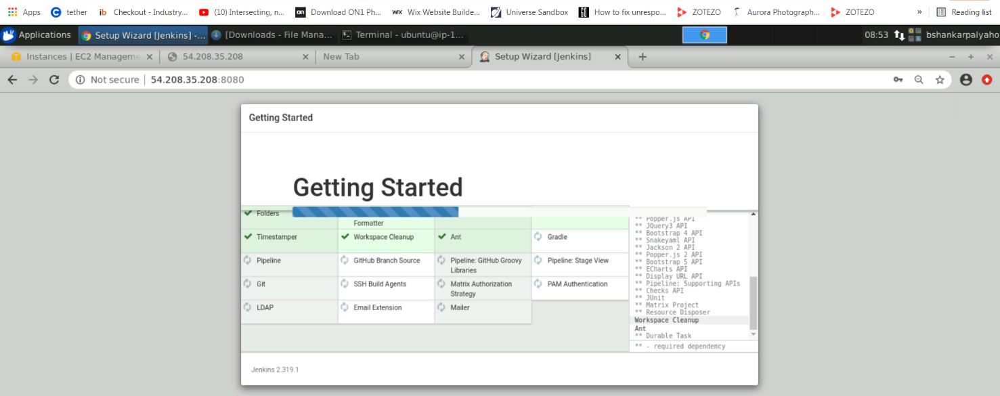 Apps tether Checkout - Industry... (10) Intersecting, n... Download ON1 Ph... Wix Website Builde... Universe Sandbox How to fix unrespo... ZOTEZO Aurora Photograph... ZOTEZO » Reading list
Applications Setup Wizard [Jenkins] -... [Downloads - File Mana... Terminal - ubuntu@ip-1... 08:53 bshankarpalyaho
Instances | EC2 Manageme 54.208.35.208 New Tab Setup Wizard [Jenkins]
Not secure 54.208.35.208:8080
Getting Started
Getting Started
Folders
Formatter
Timestamper Workspace Cleanup Ant Gradle
Pipeline GitHub Branch Source Pipeline: GitHub Groovy Libraries Pipeline: Stage View
Git SSH Build Agents Matrix Authorization Strategy PAM Authentication
LDAP Email Extension Mailer
** Popper.js API
** JQuery3 API
** Bootstrap 4 API
** Snakeyaml API
** Jackson 2 API
** Popper.js 2 API
** Bootstrap 5 API
** ECharts API
** Display URL API
** Pipeline: Supporting APIs
** Checks API
** JUnit
** Matrix Project
** Resource Disposer
Workspace Cleanup
Ant
** Durable Task
** - required dependency
Jenkins 2.319.1